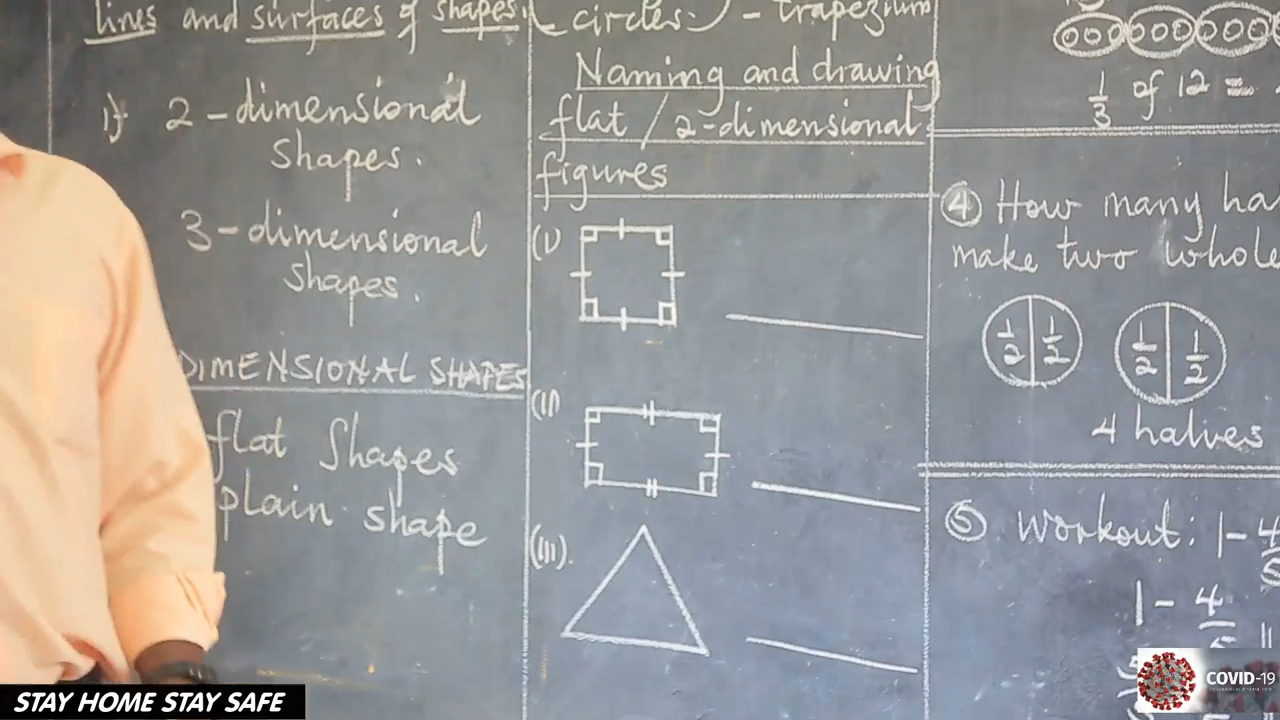 lines and surfaces of shapes.
1) 2-dimensional
shapes.
3-dimensional
shapes.
DIMENSIONAL SHAPES
flat shapes
plain shape
circles - trapezium
Naming and drawing
flat / 2-dimensional
figures
(i)
(ii)
(iii).
1/3 of 12 =
4 How many
make two whole
1/2 1/2 1/2 1/2
4 halves
5 Workout: 1 - 4/5
1 - 4/5
STAY HOME STAY SAFE
COVID-19